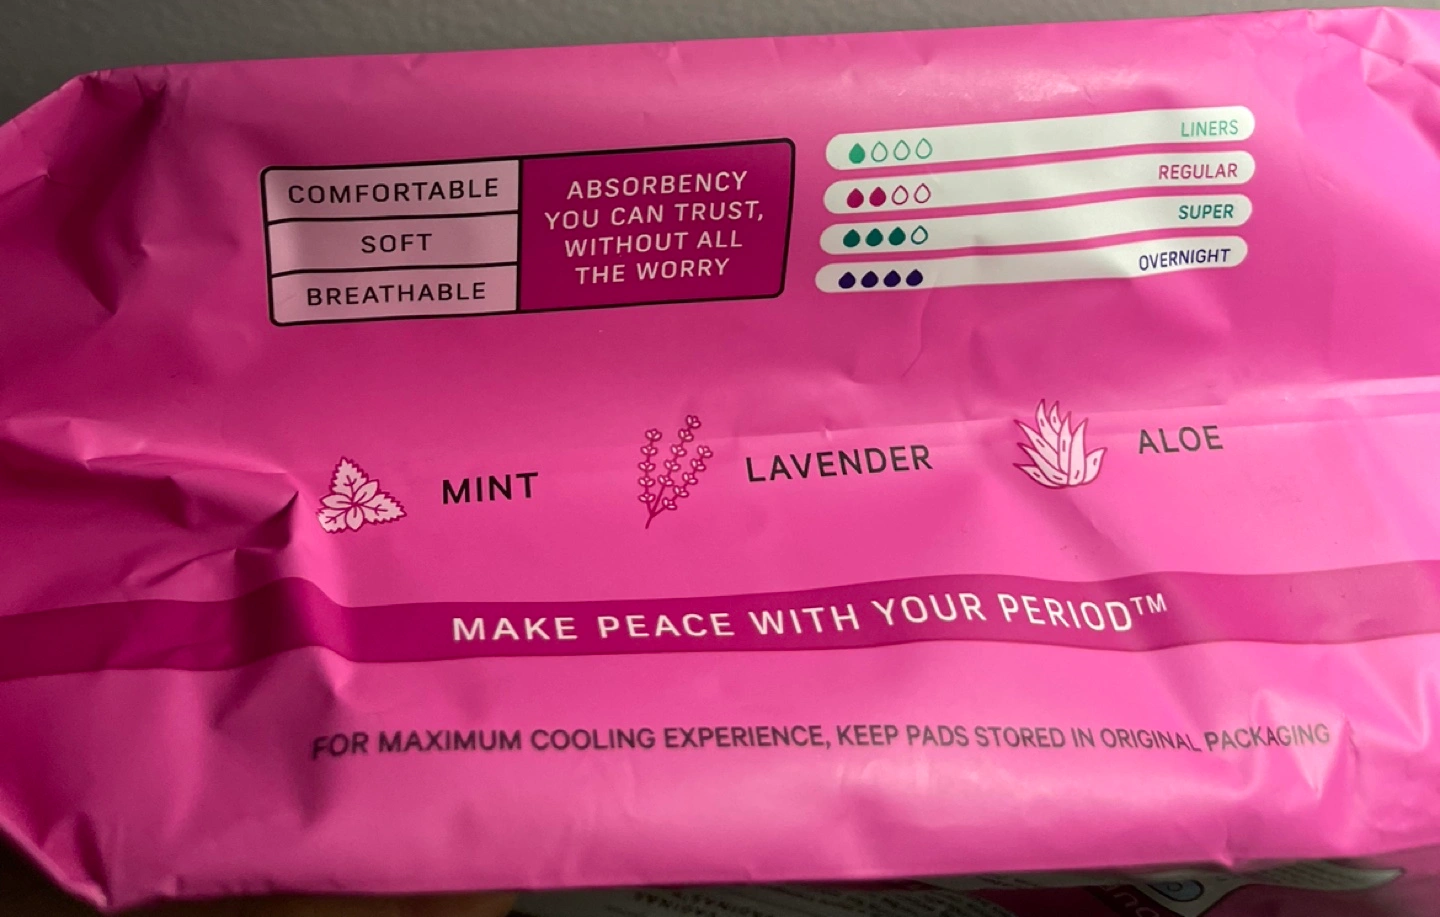 COMFORTABLE
SOFT
BREATHABLE
ABSORBENCY
YOU CAN TRUST,
WITHOUT ALL
THE WORRY
LINERS
REGULAR
SUPER
OVERNIGHT
MINT
LAVENDER
ALOE
MAKE PEACE WITH YOUR PERIOD™
FOR MAXIMUM COOLING EXPERIENCE, KEEP PADS STORED IN ORIGINAL PACKAGING